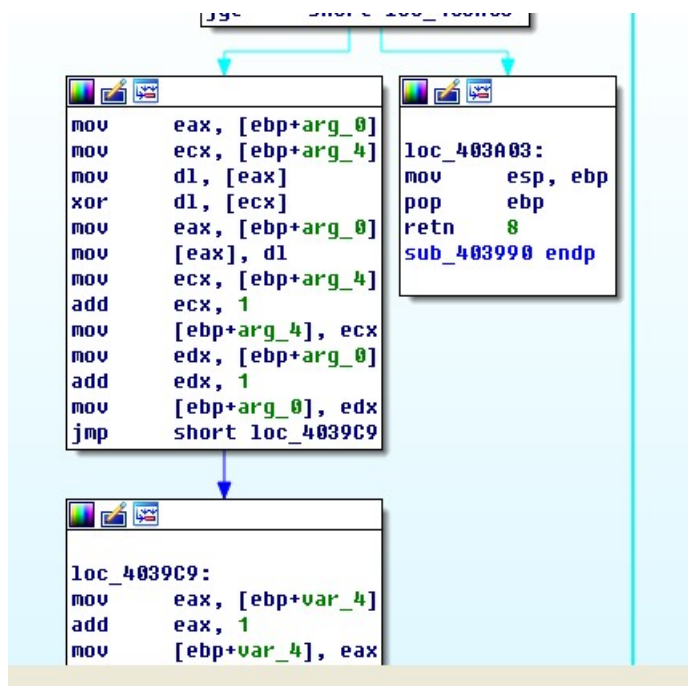 mov eax, [ebp+arg_0]
mov ecx, [ebp+arg_4]
mov dl, [eax]
xor dl, [ecx]
mov eax, [ebp+arg_0]
mov [eax], dl
mov ecx, [ebp+arg_4]
add ecx, 1
mov [ebp+arg_4], ecx
mov edx, [ebp+arg_0]
add edx, 1
mov [ebp+arg_0], edx
jmp short loc_4039C9
loc_403A03:
mov esp, ebp
pop ebp
retn 8
sub_403990 endp
loc_4039C9:
mov eax, [ebp+var_4]
add eax, 1
mov [ebp+var_4], eax